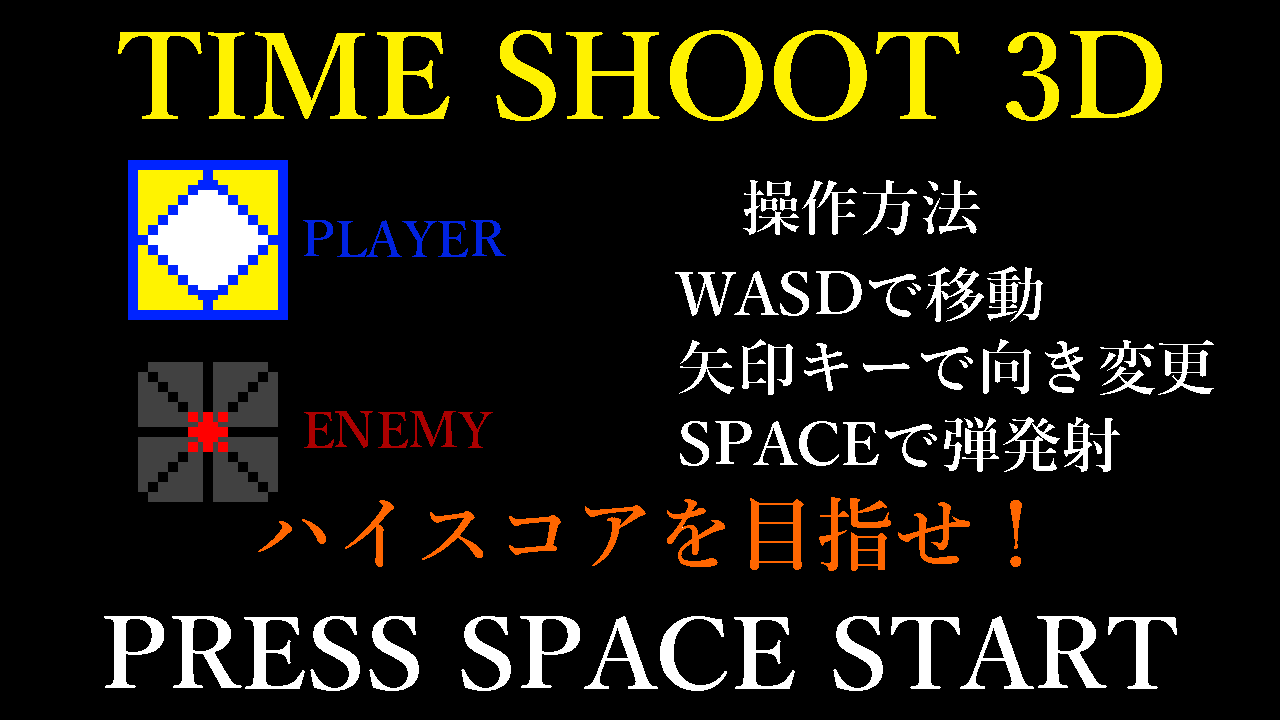 TIME SHOOT 3D
PLAYER
ENEMY
操作方法
WASDで移動
矢印キーで向き変更
SPACEで弾発射
ハイスコアを目指せ！
PRESS SPACE START